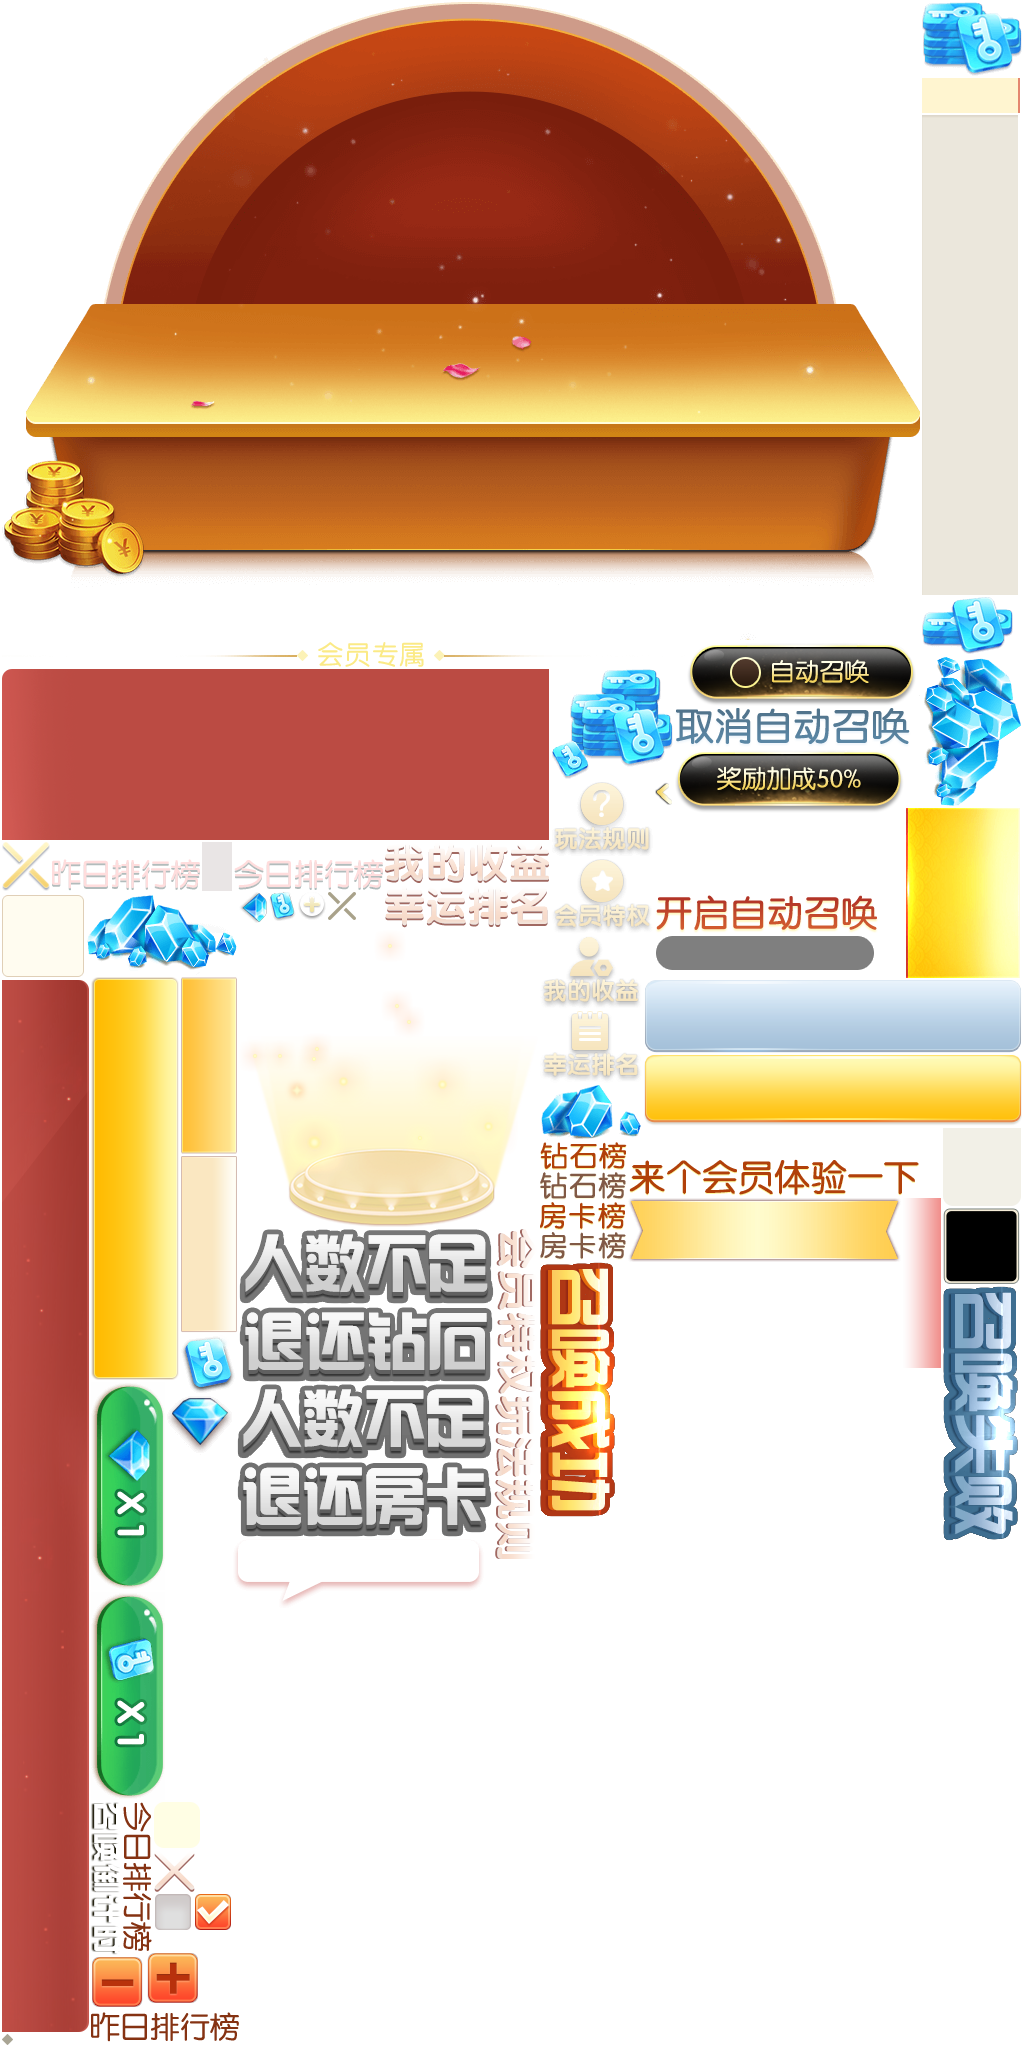 会员专属
自动召唤
取消自动召唤
奖励加成50%
玩法规则
昨日排行榜
今日排行榜
我的收益
幸运排名
会员特权
开启自动召唤
我的收益
幸运排名
钻石榜
钻石榜
房卡榜
房卡榜
来个会员体验一下
人数不足
退还钻石
人数不足
退还房卡
会员特权玩法规则
召唤成功
召唤失败
X1
X1
今日排行榜
召唤倒计时
昨日排行榜